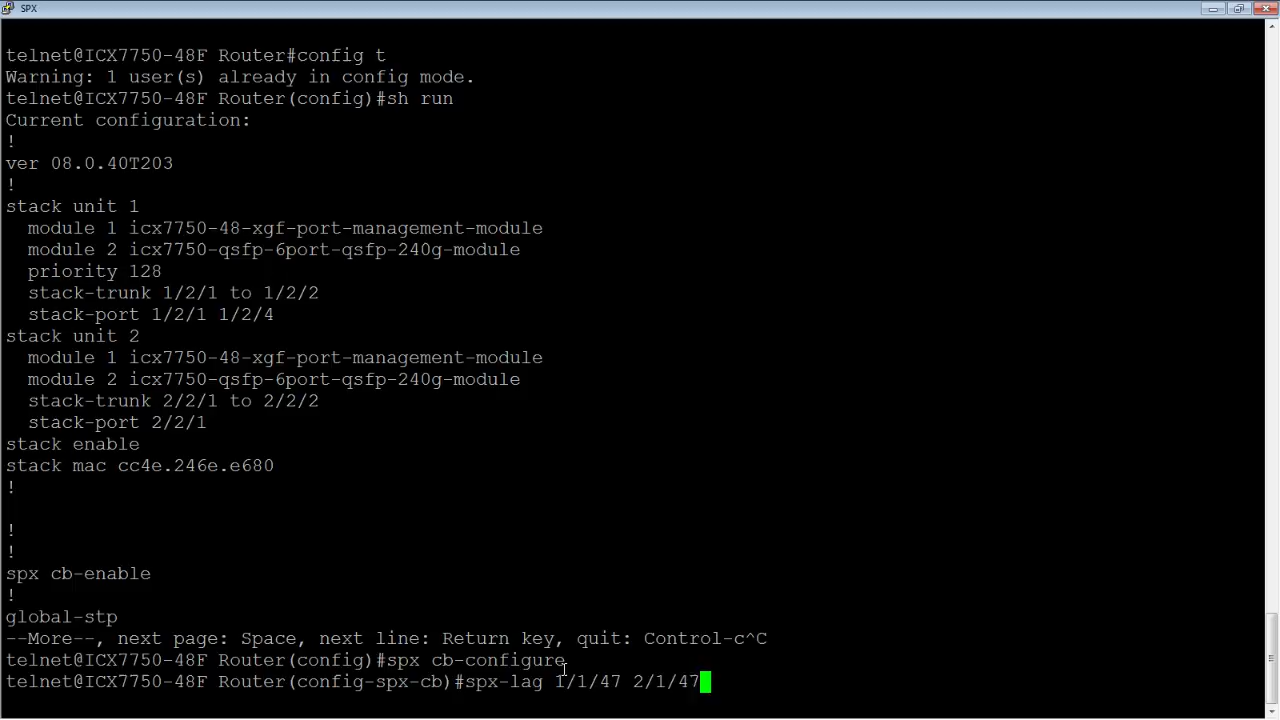 SPX
telnet@ICX7750-48F Router#config t
Warning: 1 user(s) already in config mode.
telnet@ICX7750-48F Router(config)#sh run
Current configuration:
!
ver 08.0.40T203
!
stack unit 1
  module 1 icx7750-48-xgf-port-management-module
  module 2 icx7750-qsfp-6port-qsfp-240g-module
  priority 128
  stack-trunk 1/2/1 to 1/2/2
  stack-port 1/2/1 1/2/4
stack unit 2
  module 1 icx7750-48-xgf-port-management-module
  module 2 icx7750-qsfp-6port-qsfp-240g-module
  stack-trunk 2/2/1 to 2/2/2
  stack-port 2/2/1
stack enable
stack mac cc4e.246e.e680
!
!
!
spx cb-enable
!
global-stp
--More--, next page: Space, next line: Return key, quit: Control-c^C
telnet@ICX7750-48F Router(config)#spx cb-configure
telnet@ICX7750-48F Router(config-spx-cb)#spx-lag 1/1/47 2/1/47